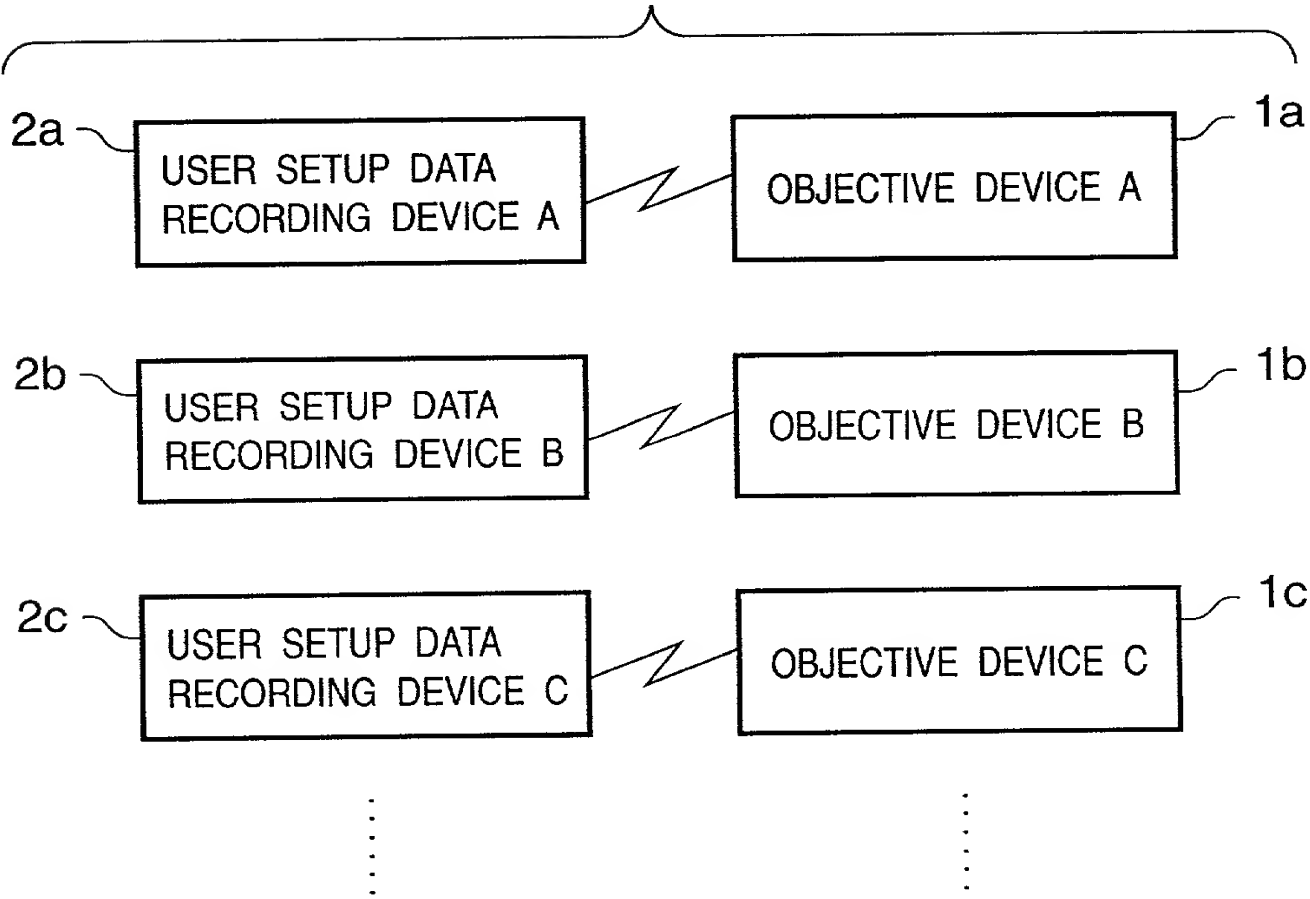 2a
USER SETUP DATA
RECORDING DEVICE A
OBJECTIVE DEVICE A
1a
2b
USER SETUP DATA
RECORDING DEVICE B
OBJECTIVE DEVICE B
1b
2c
USER SETUP DATA
RECORDING DEVICE C
OBJECTIVE DEVICE C
1c